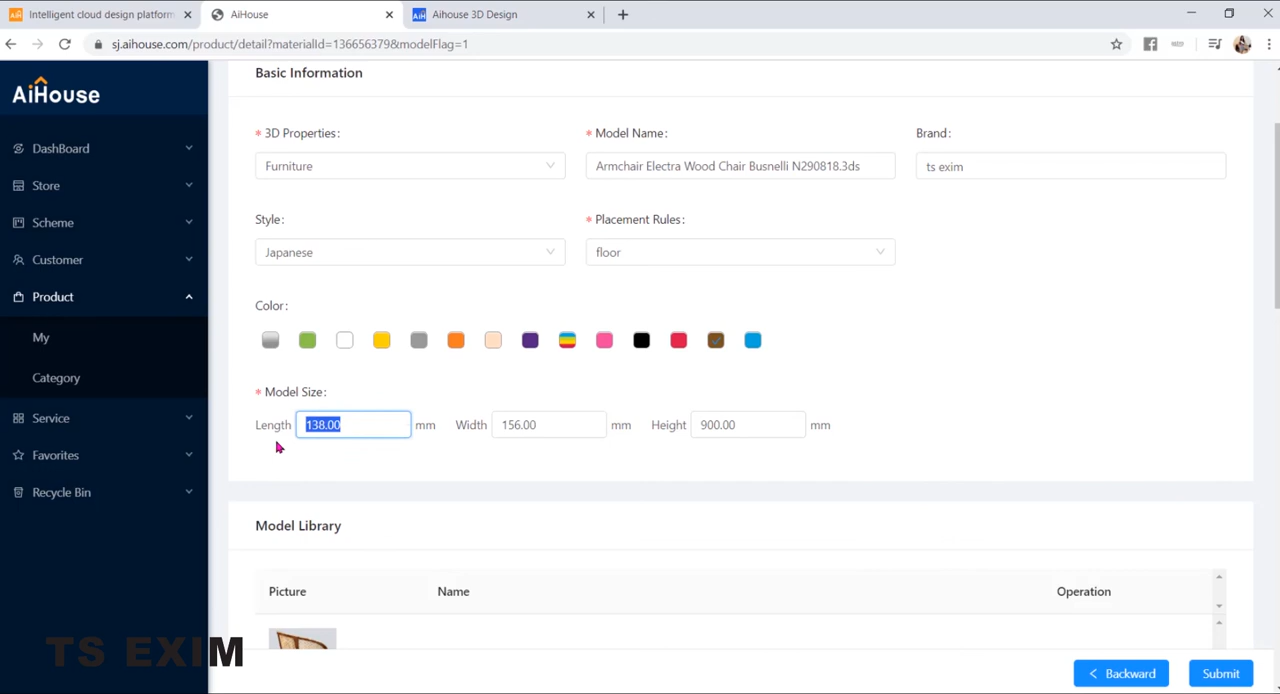 Intelligent cloud design platform
AiHouse
Aihouse 3D Design
sj.aihouse.com/product/detail?materialId=136656379&modelFlag=1
AiHouse
DashBoard
Store
Scheme
Customer
Product
My
Category
Service
Favorites
Recycle Bin
Basic Information
* 3D Properties:
* Model Name:
Brand:
Furniture
Armchair Electra Wood Chair Busnelli N290818.3ds
ts exim
Style:
* Placement Rules:
Japanese
floor
Color:
* Model Size:
Length 138.00 mm Width 156.00 mm Height 900.00 mm
Model Library
Picture Name Operation
TS EXIM
< Backward
Submit